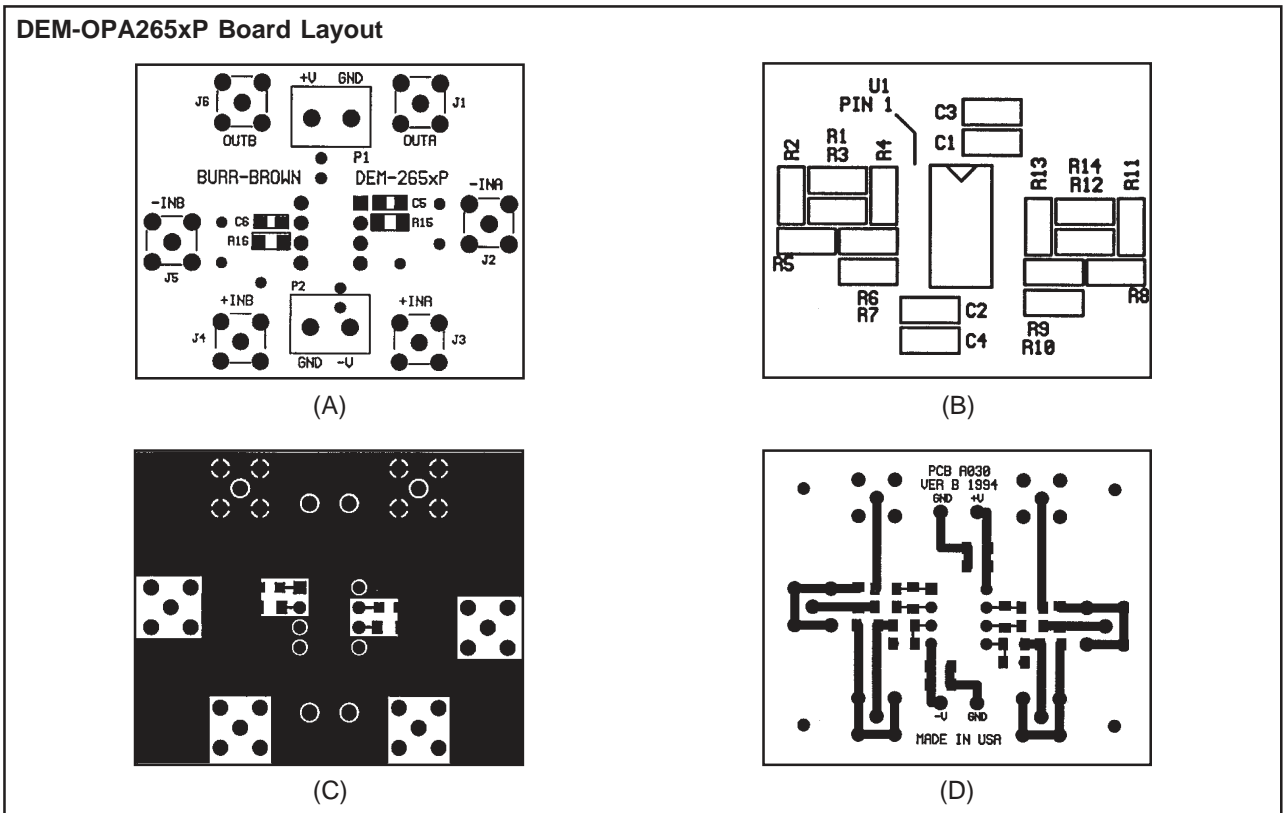 DEM-OPA265xP Board Layout
+V GND
J6
J1
OUTB
OUTA
P1
BURR-BROWN
DEM-265xP
-INA
-INB
C6
C5
R16
R15
J5
J2
P2
+INB
+INA
J4
J3
GND -V
(A)
U1
PIN 1
C3
C1
R2
R1
R3
R4
R13
R14
R12
R11
R5
R8
R6
R7
C2
C4
R9
R10
(B)
(C)
PCB A030
VER B 1994
GND +V
-V GND
MADE IN USA
(D)